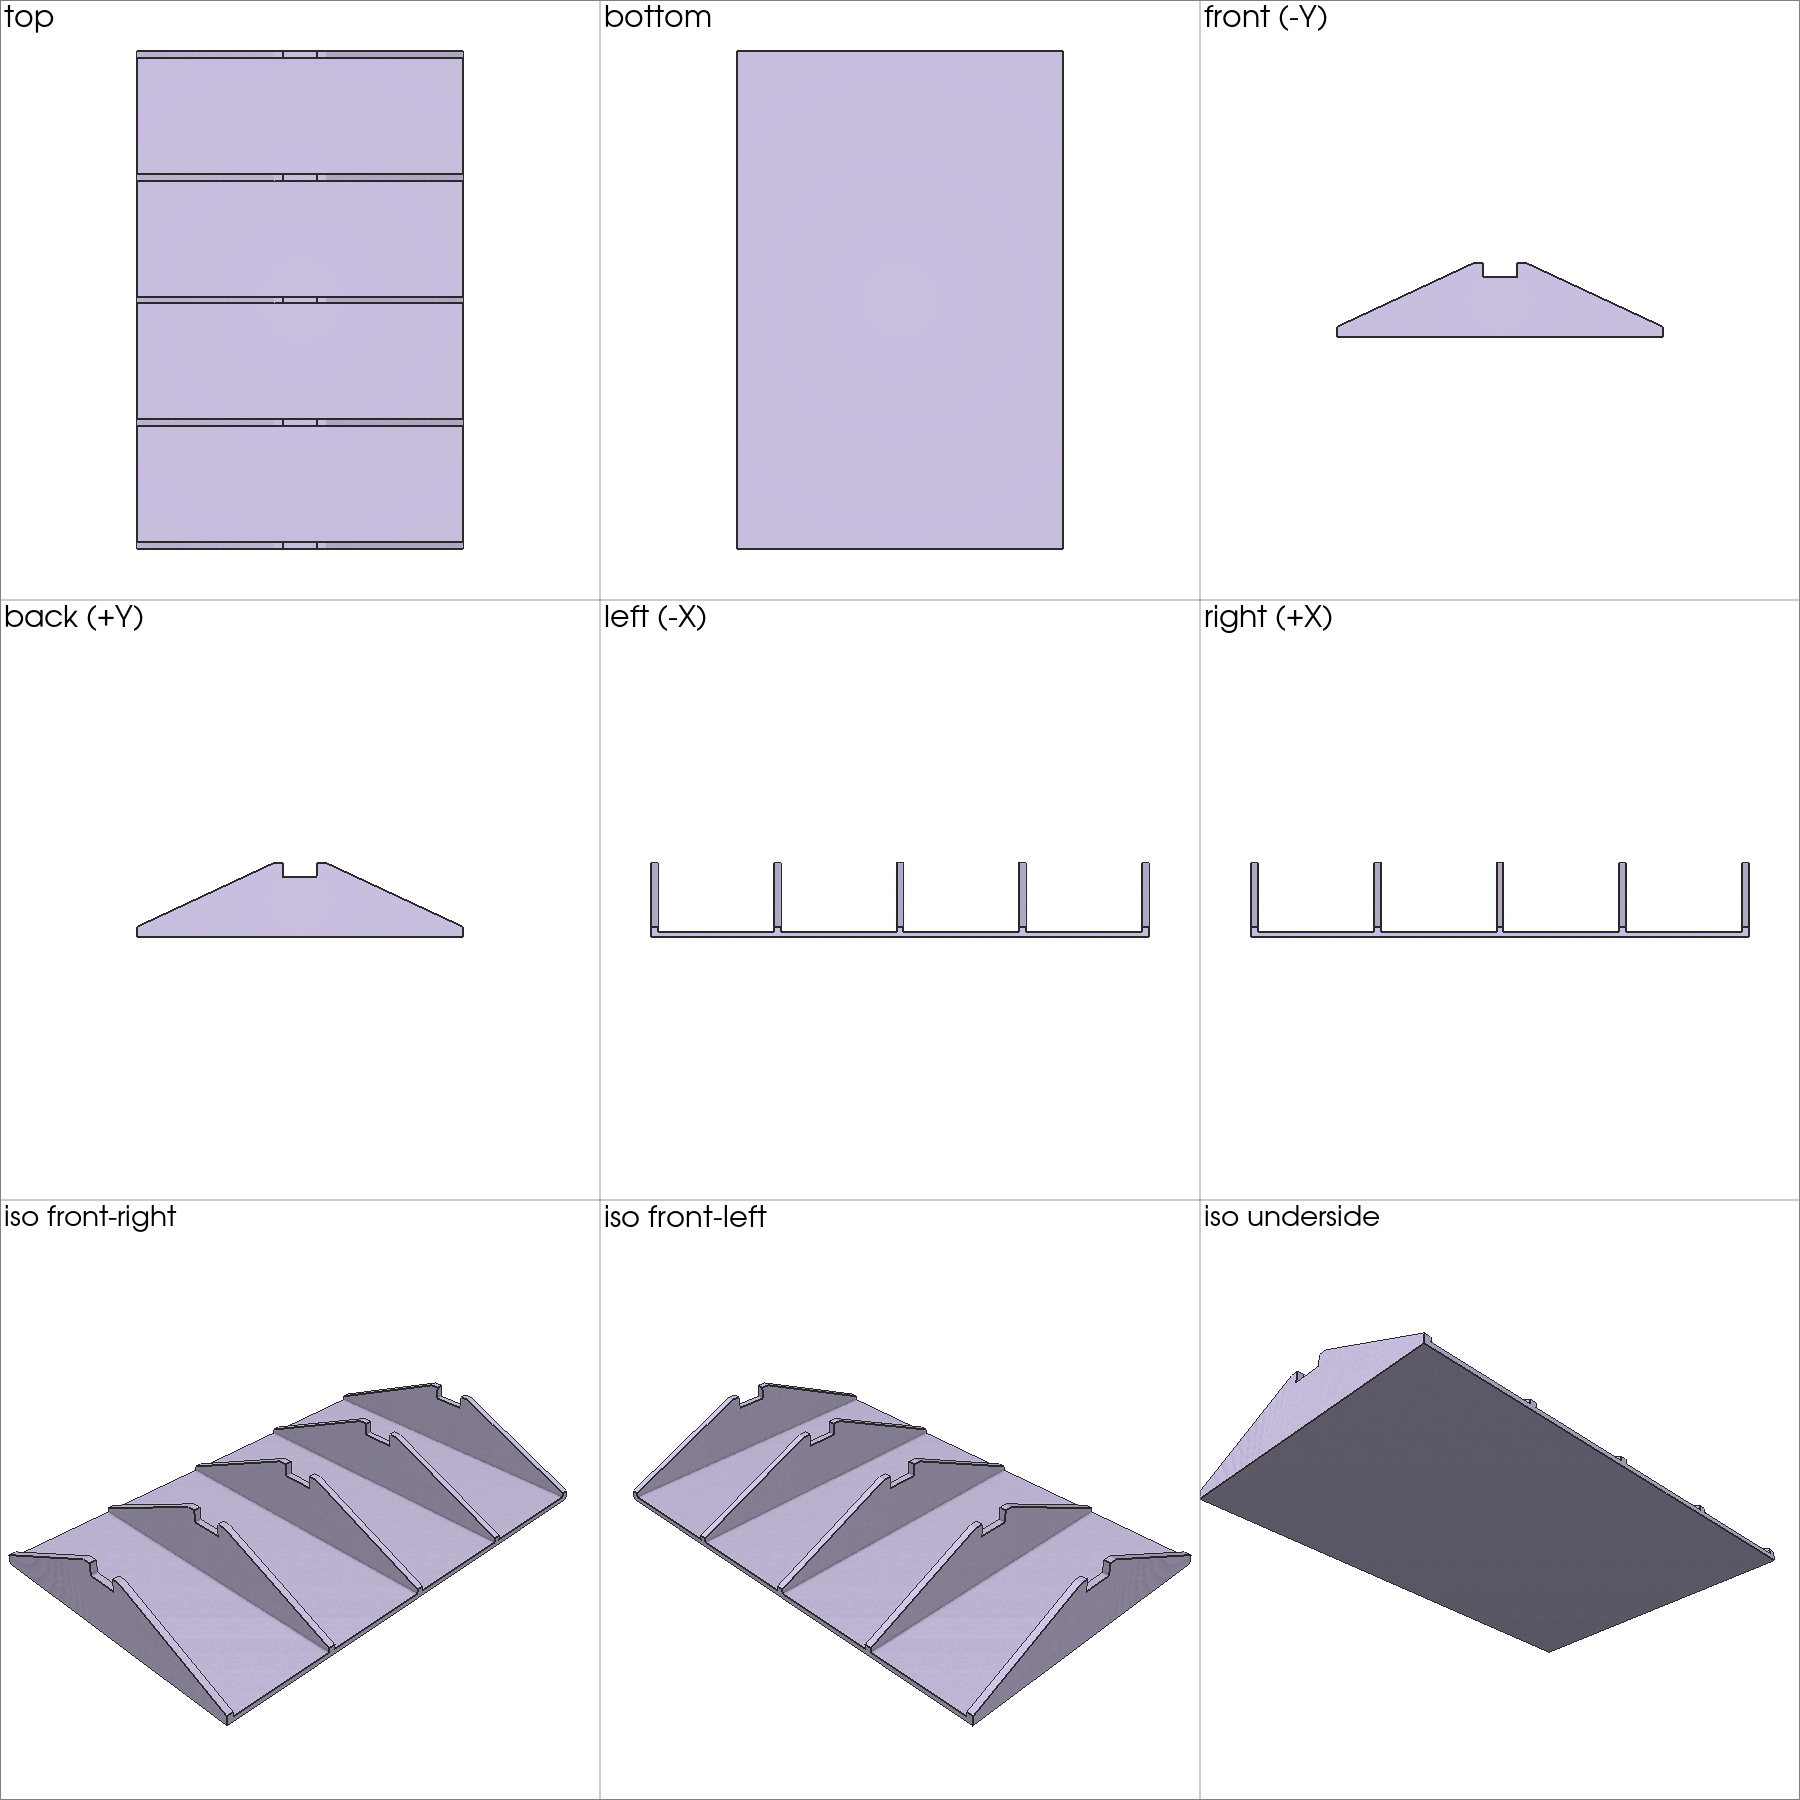 top
bottom
front (-Y)
back (+Y)
left (-X)
right (+X)
iso front-right
iso front-left
iso underside